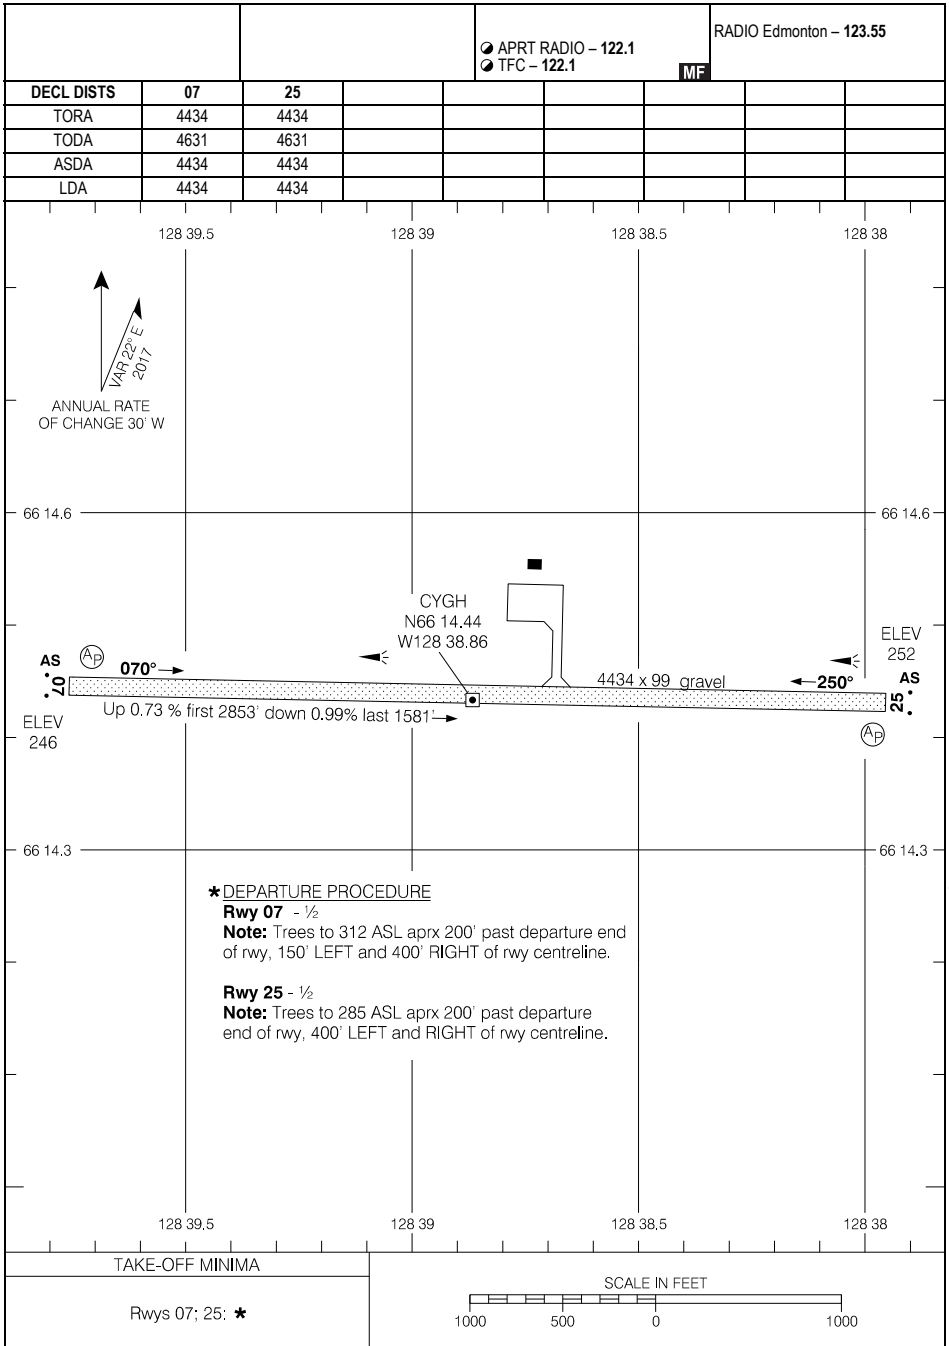 APRT RADIO – 122.1
TFC – 122.1
MF
RADIO Edmonton – 123.55
DECL DISTS 07 25
TORA 4434 4434
TODA 4631 4631
ASDA 4434 4434
LDA 4434 4434
128 39.5 128 39 128 38.5 128 38
VAR 22° E
2017
ANNUAL RATE
OF CHANGE 30' W
66 14.6 66 14.6
CYGH
N66 14.44
W128 38.86
ELEV
252
AS AP 070°
07
4434 x 99 gravel
250° AS
25
Up 0.73 % first 2853' down 0.99% last 1581'
ELEV
246
AP
66 14.3 66 14.3
* DEPARTURE PROCEDURE
Rwy 07 - ½
Note: Trees to 312 ASL aprx 200' past departure end
of rwy, 150' LEFT and 400' RIGHT of rwy centreline.
Rwy 25 - ½
Note: Trees to 285 ASL aprx 200' past departure
end of rwy, 400' LEFT and RIGHT of rwy centreline.
128 39.5 128 39 128 38.5 128 38
TAKE-OFF MINIMA
Rwys 07; 25: *
SCALE IN FEET
1000 500 0 1000